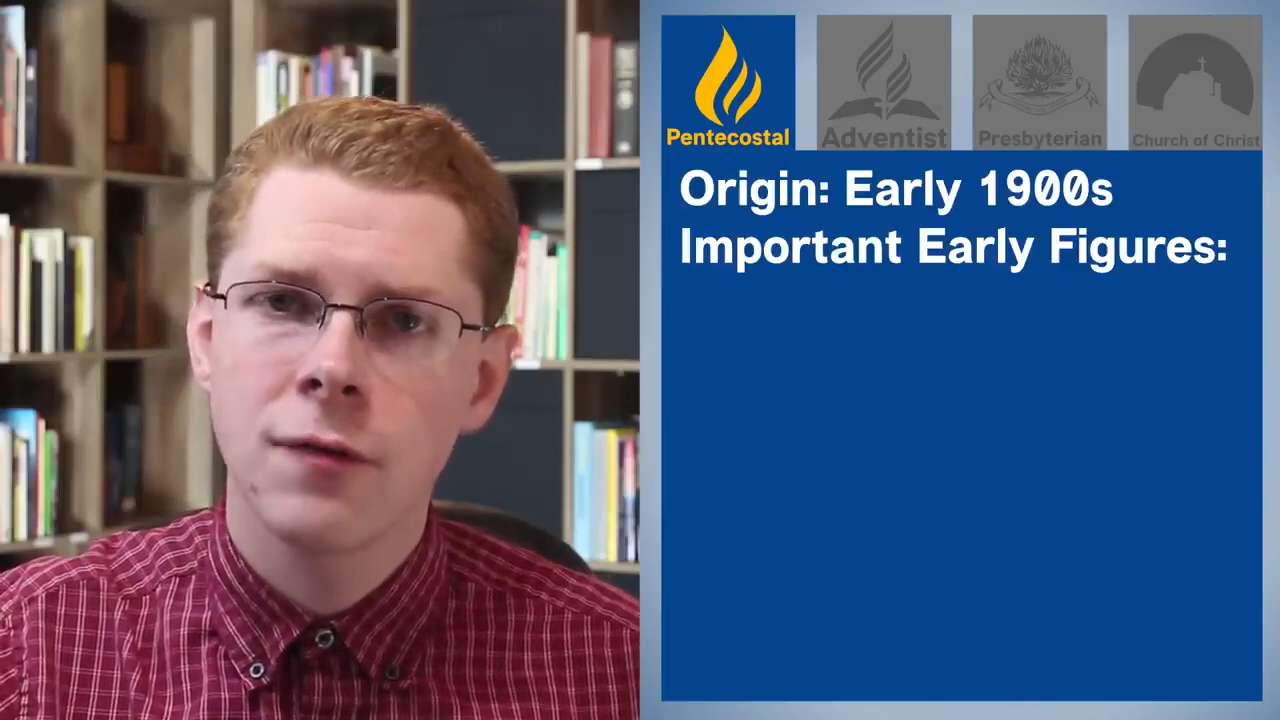 Pentecostal
Adventist
Presbyterian
Church of Christ
Origin: Early 1900s
Important Early Figures: